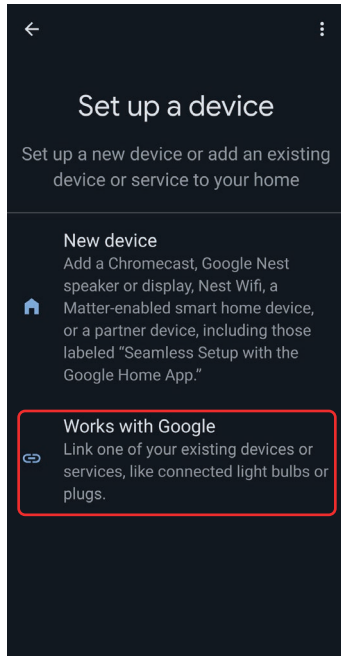 Set up a device
Set up a new device or add an existing
device or service to your home
New device
Add a Chromecast, Google Nest
speaker or display, Nest Wifi, a
Matter-enabled smart home device,
or a partner device, including those
labeled “Seamless Setup with the
Google Home App.”
Works with Google
Link one of your existing devices or
services, like connected light bulbs or
plugs.